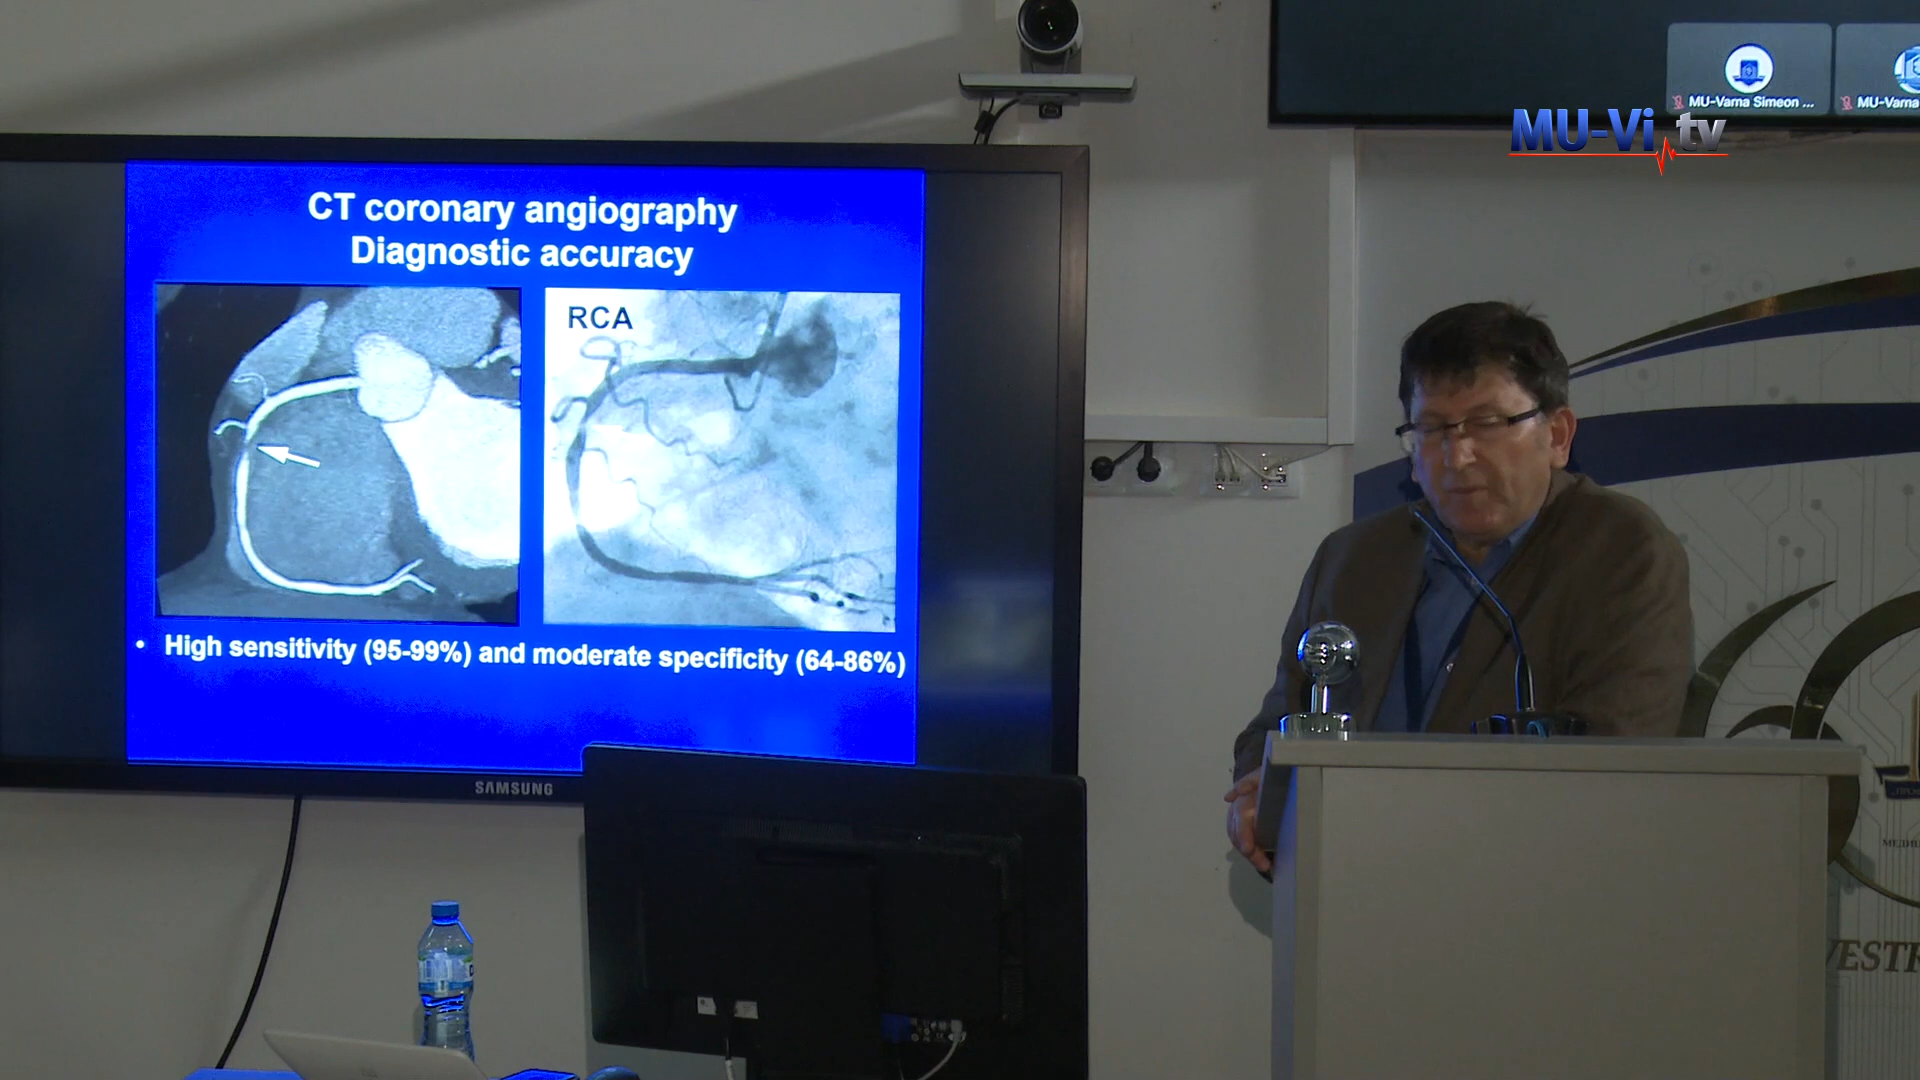 MU-Varna Simeon ...
MU-Varna
MU-Vi.tv
CT coronary angiography
Diagnostic accuracy
RCA
• High sensitivity (95-99%) and moderate specificity (64-86%)
SAMSUNG